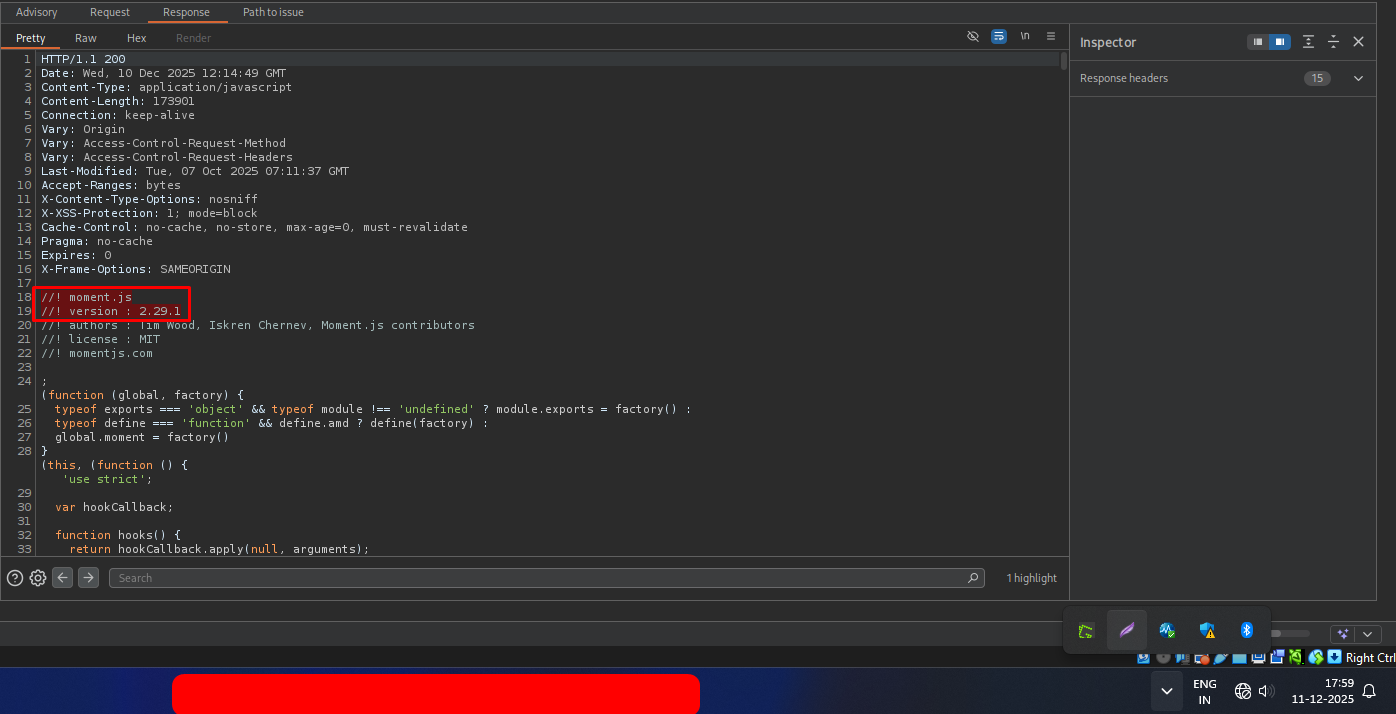 Advisory Request Response Path to issue
Pretty Raw Hex Render \n
Inspector
Response headers 15
1 HTTP/1.1 200
2 Date: Wed, 10 Dec 2025 12:14:49 GMT
3 Content-Type: application/javascript
4 Content-Length: 173901
5 Connection: keep-alive
6 Vary: Origin
7 Vary: Access-Control-Request-Method
8 Vary: Access-Control-Request-Headers
9 Last-Modified: Tue, 07 Oct 2025 07:11:37 GMT
10 Accept-Ranges: bytes
11 X-Content-Type-Options: nosniff
12 X-XSS-Protection: 1; mode=block
13 Cache-Control: no-cache, no-store, max-age=0, must-revalidate
14 Pragma: no-cache
15 Expires: 0
16 X-Frame-Options: SAMEORIGIN
17
18 //! moment.js
19 //! version : 2.29.1
20 //! authors : Tim Wood, Iskren Chernev, Moment.js contributors
21 //! license : MIT
22 //! momentjs.com
23
24 ;
(function (global, factory) {
25 typeof exports === 'object' && typeof module !== 'undefined' ? module.exports = factory() :
26 typeof define === 'function' && define.amd ? define(factory) :
27 global.moment = factory()
28 }
(this, (function () {
'use strict';
29
30 var hookCallback;
31
32 function hooks() {
33 return hookCallback.apply(null, arguments);
Search 1 highlight
Right Ctrl
ENG 17:59
IN 11-12-2025